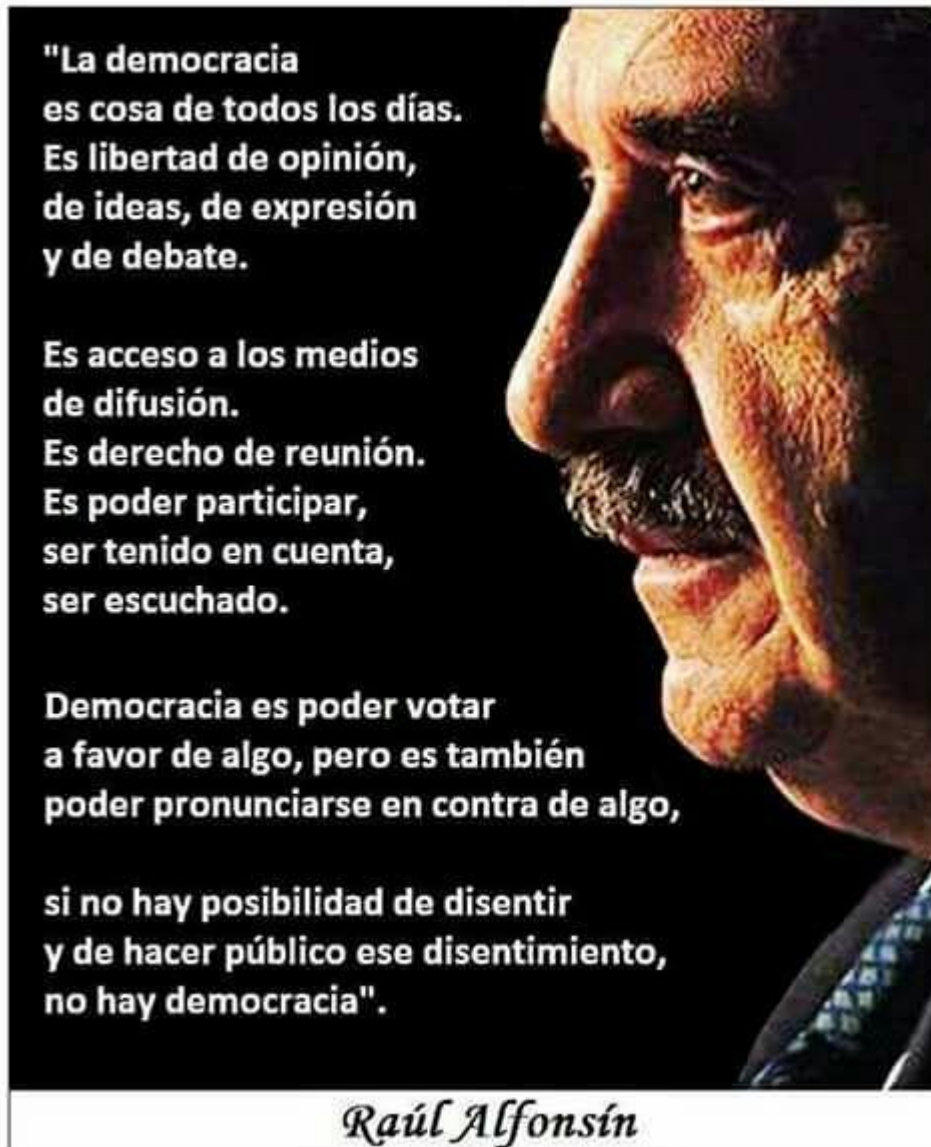 "La democracia
es cosa de todos los días.
Es libertad de opinión,
de ideas, de expresión
y de debate.
Es acceso a los medios
de difusión.
Es derecho de reunión.
Es poder participar,
ser tenido en cuenta,
ser escuchado.
Democracia es poder votar
a favor de algo, pero es también
poder pronunciarse en contra de algo,
si no hay posibilidad de disentir
y de hacer público ese disentimiento,
no hay democracia".
Raúl Alfonsín